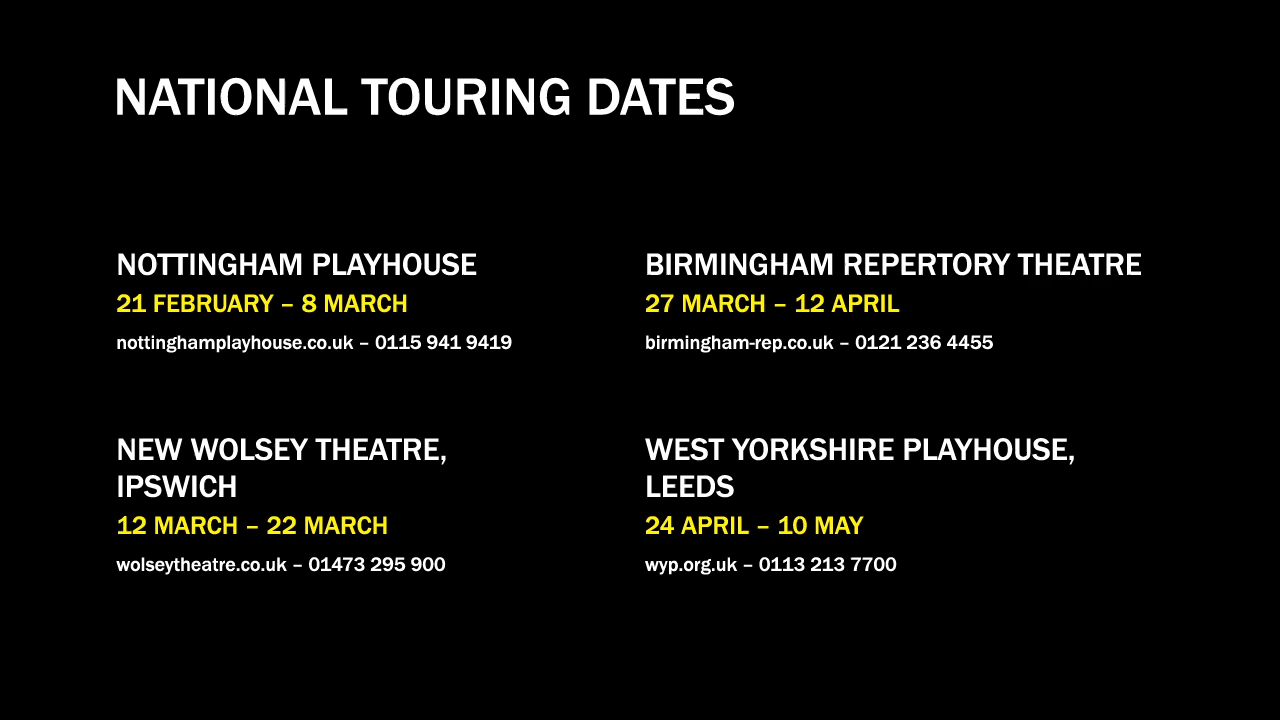 NATIONAL TOURING DATES
NOTTINGHAM PLAYHOUSE
21 FEBRUARY – 8 MARCH
nottinghamplayhouse.co.uk – 0115 941 9419
NEW WOLSEY THEATRE,
IPSWICH
12 MARCH – 22 MARCH
wolseytheatre.co.uk – 01473 295 900
BIRMINGHAM REPERTORY THEATRE
27 MARCH – 12 APRIL
birmingham-rep.co.uk – 0121 236 4455
WEST YORKSHIRE PLAYHOUSE,
LEEDS
24 APRIL – 10 MAY
wyp.org.uk – 0113 213 7700